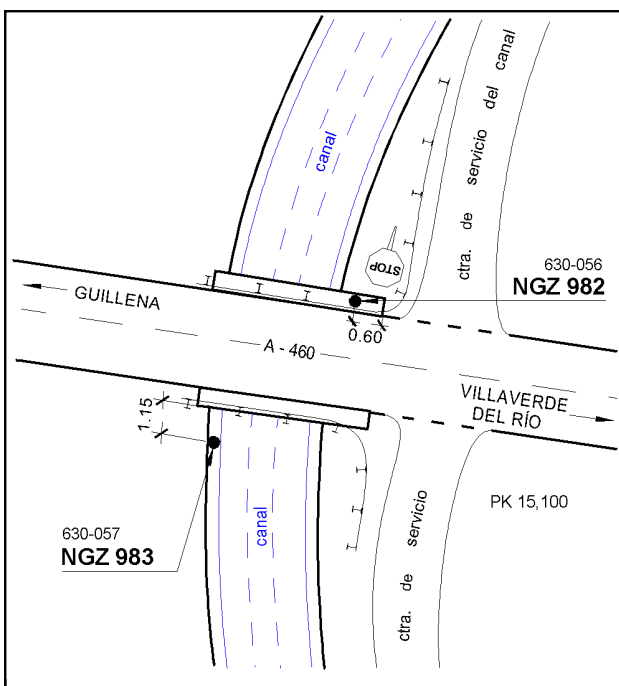 canal
ctra. de servicio del canal
STOP
630-056
NGZ 982
GUILLENA
0.60
A - 460
VILLAVERDE
DEL RÍO
1.15
PK 15,100
630-057
NGZ 983
canal
ctra. de servicio